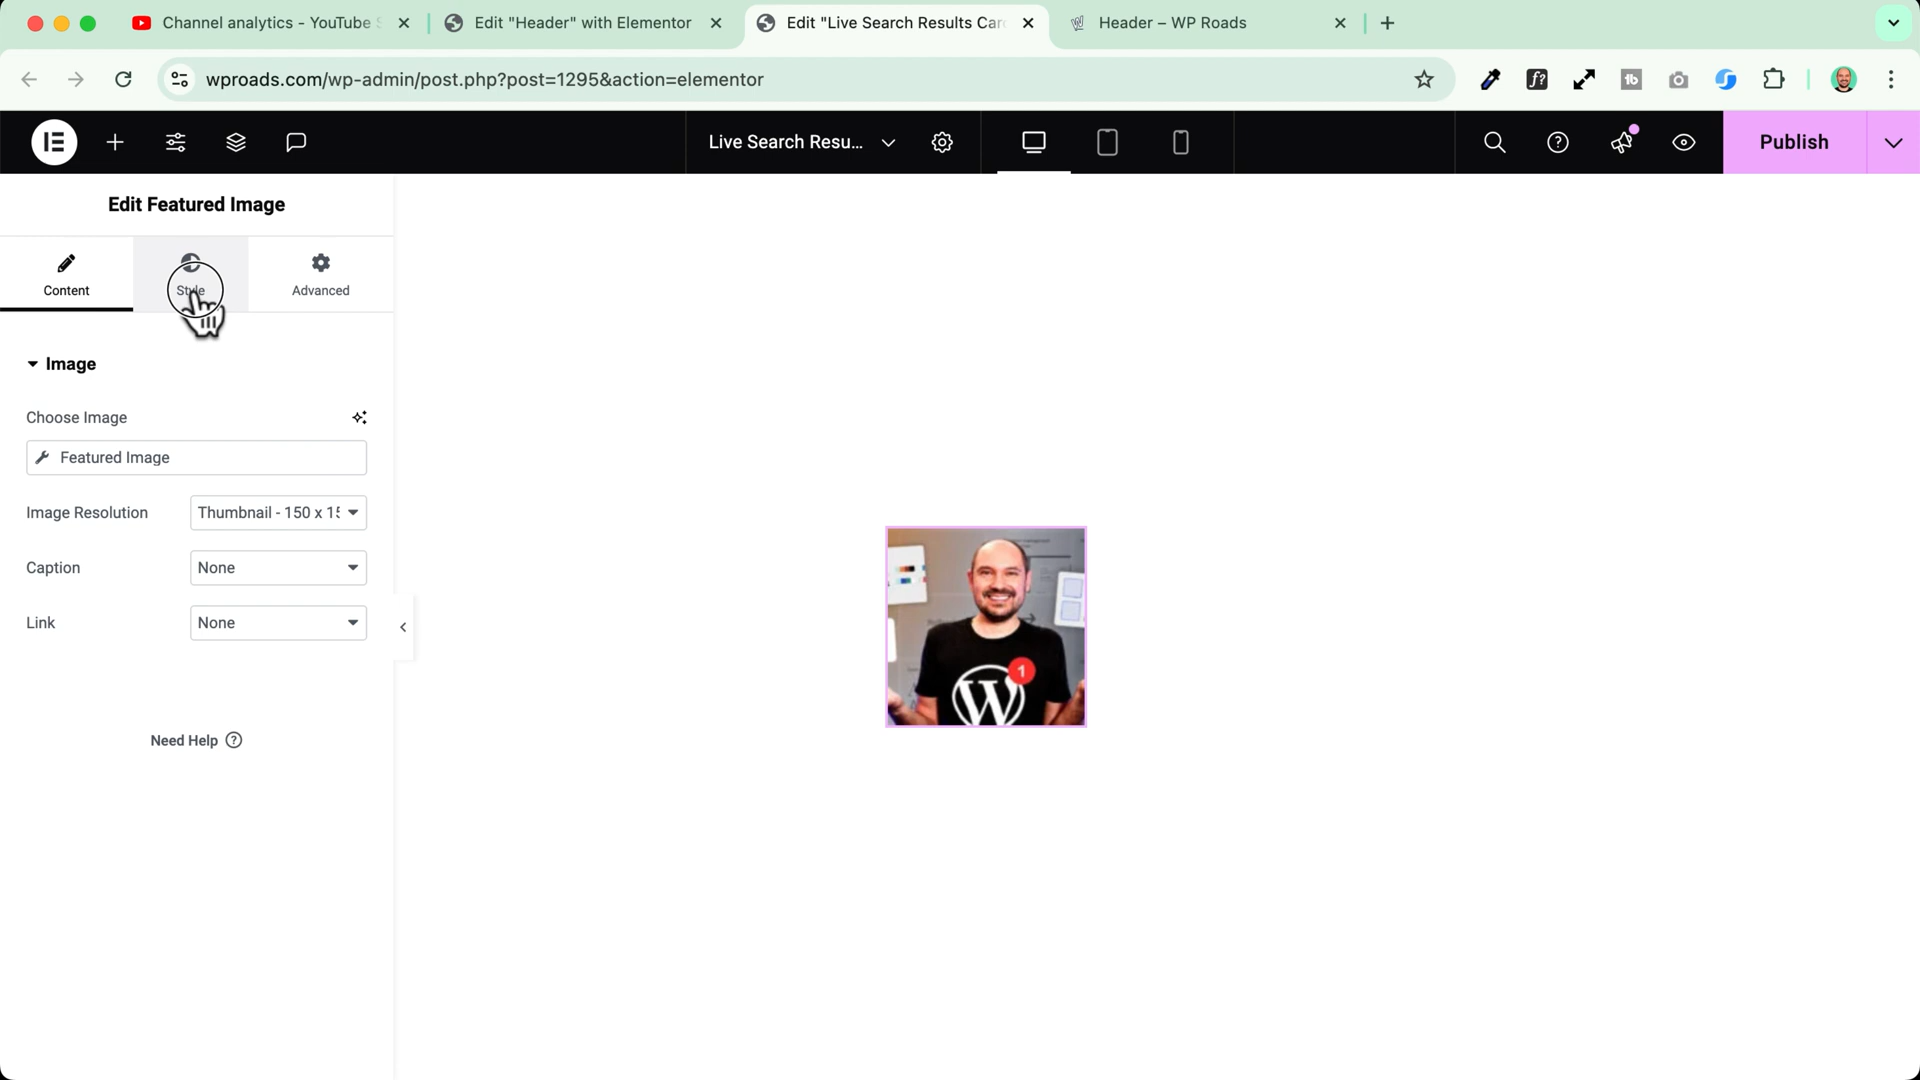 Channel analytics - YouTube S
Edit "Header" with Elementor
Edit "Live Search Results Car
Header – WP Roads
wproads.com/wp-admin/post.php?post=1295&action=elementor
Live Search Resu...
Publish
Edit Featured Image
Content
Style
Advanced
Image
Choose Image
Featured Image
Image Resolution
Thumbnail - 150 x 15
Caption
None
Link
None
Need Help
1